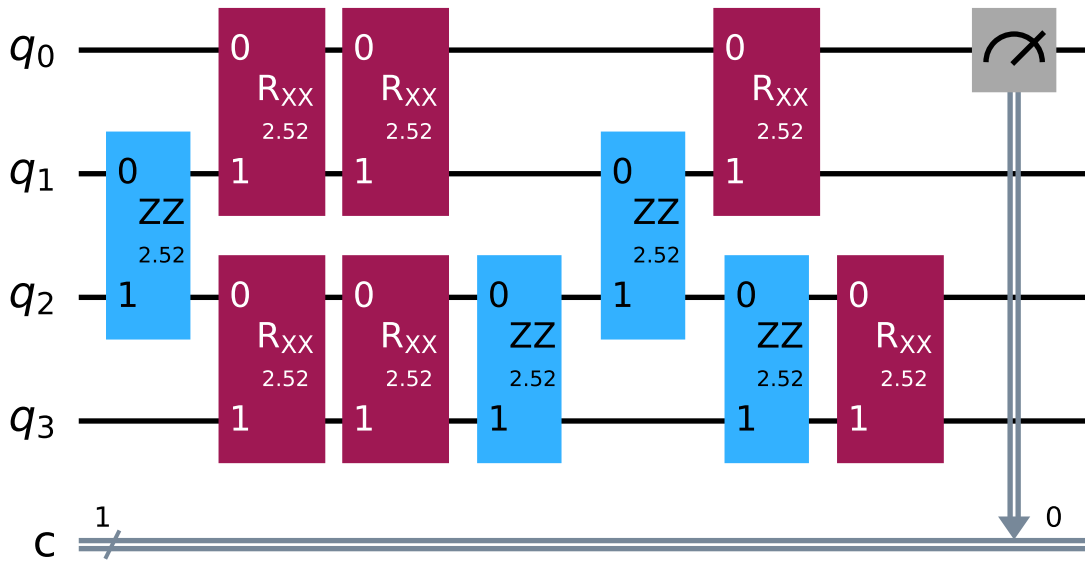 q0 0 0 0
RXX RXX RXX
2.52 2.52 2.52
q1 0 1 1 0 1
ZZ ZZ
2.52 2.52
q2 1 0 0 0 1 0 0
RXX RXX ZZ ZZ RXX
2.52 2.52 2.52 2.52 2.52
q3 1 1 1 1 1
1 0
c